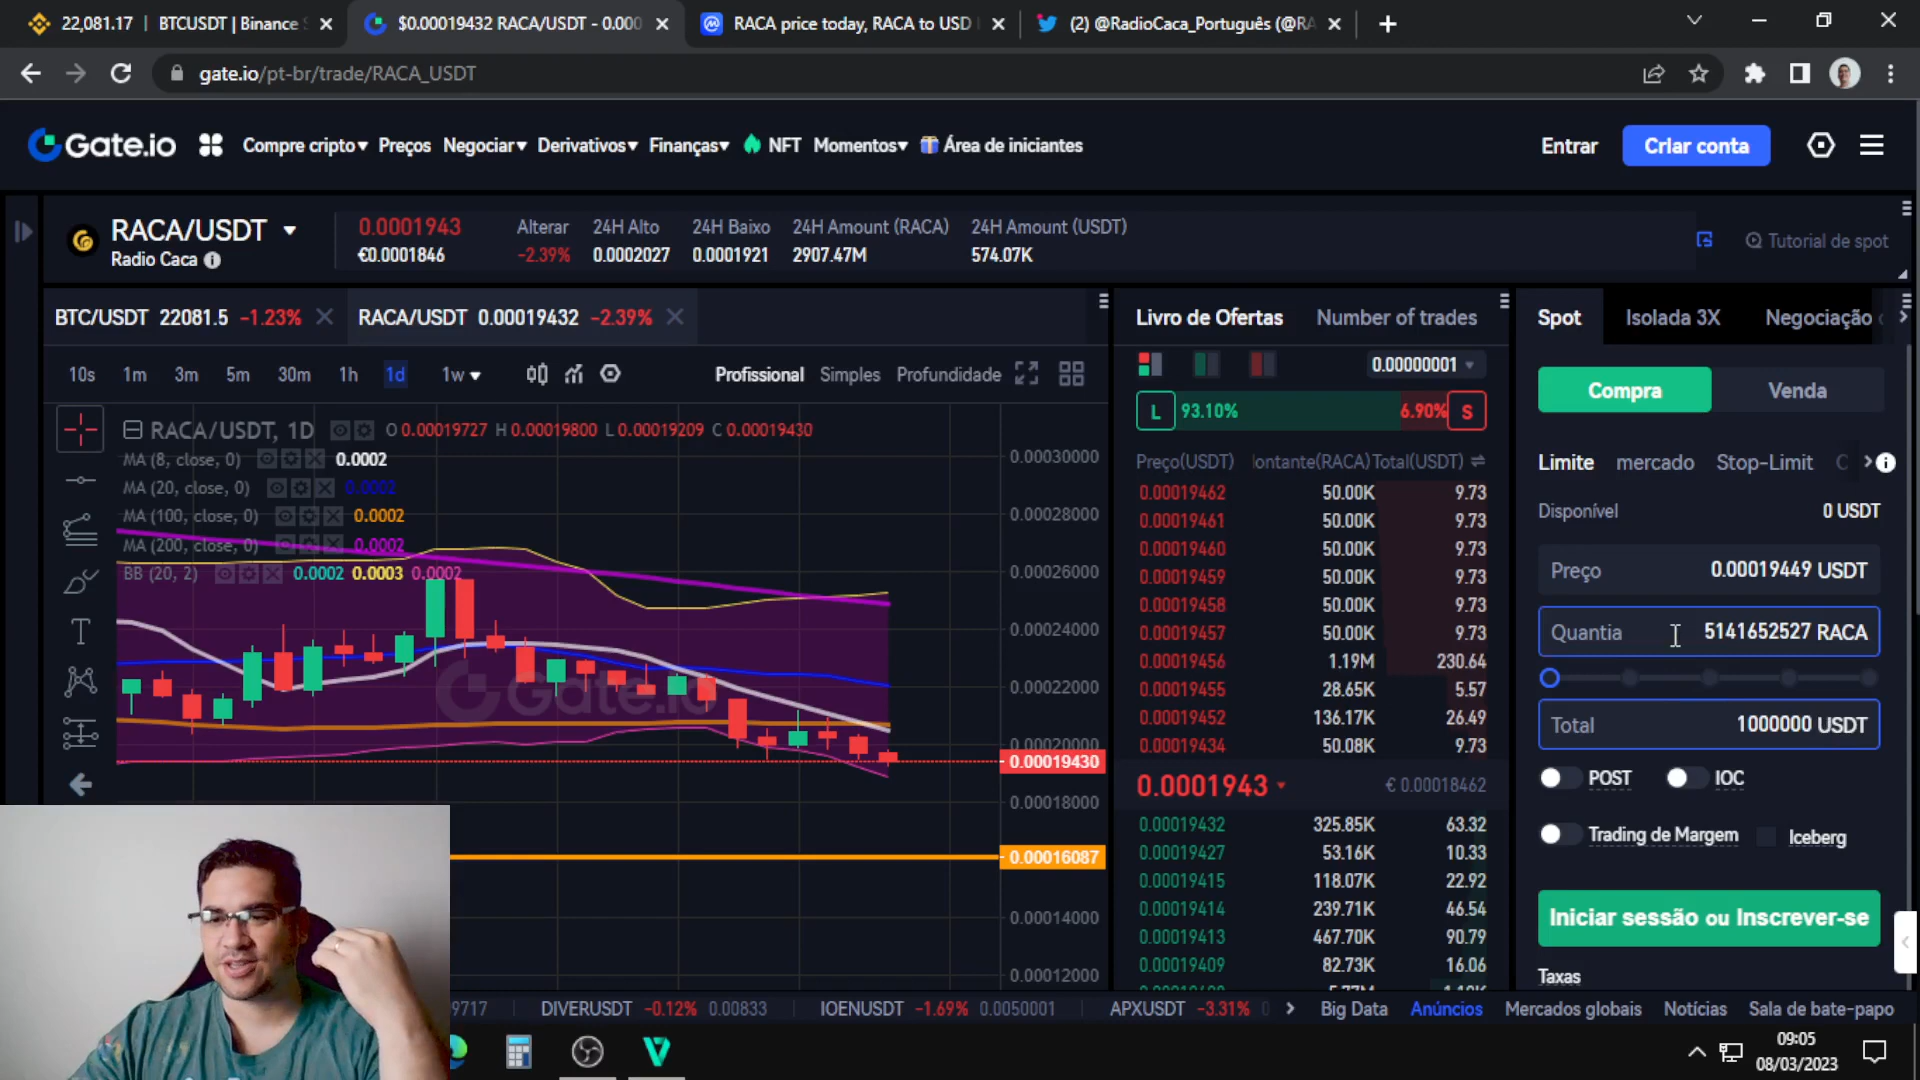 22,081.17 | BTCUSDT | Binance S
$0.00019432 RACA/USDT - 0.000
RACA price today, RACA to USD
(2) @RadioCaca_Português (@RA
gate.io/pt-br/trade/RACA_USDT
Gate.io
Compre cripto
Preços
Negociar
Derivativos
Finanças
NFT
Momentos
Área de iniciantes
Entrar
Criar conta
RACA/USDT
Radio Caca
0.0001943
€0.0001846
Alterar
-2.39%
24H Alto
0.0002027
24H Baixo
0.0001921
24H Amount (RACA)
2907.47M
24H Amount (USDT)
574.07K
Tutorial de spot
BTC/USDT 22081.5 -1.23%
RACA/USDT 0.00019432 -2.39%
10s 1m 3m 5m 30m 1h 1d 1w
Profissional Simples Profundidade
RACA/USDT, 1D O 0.00019727 H 0.00019800 L 0.00019209 C 0.00019430
MA (8, close, 0) 0.0002
MA (20, close, 0) 0.0002
MA (100, close, 0) 0.0002
MA (200, close, 0) 0.0002
BB (20, 2) 0.0002 0.0003 0.0002
Gate.io
0.00030000
0.00028000
0.00026000
0.00024000
0.00022000
0.00020000
0.00019430
0.00018000
0.00016087
0.00014000
0.00012000
Livro de Ofertas Number of trades
0.00000001
L 93.10% 6.90% S
Preço(USDT) lontante(RACA) Total(USDT)
0.00019462 50.00K 9.73
0.00019461 50.00K 9.73
0.00019460 50.00K 9.73
0.00019459 50.00K 9.73
0.00019458 50.00K 9.73
0.00019457 50.00K 9.73
0.00019456 1.19M 230.64
0.00019455 28.65K 5.57
0.00019452 136.17K 26.49
0.00019434 50.08K 9.73
0.0001943 € 0.00018462
0.00019432 325.85K 63.32
0.00019427 53.16K 10.33
0.00019415 118.07K 22.92
0.00019414 239.71K 46.54
0.00019413 467.70K 90.79
0.00019409 82.73K 16.06
Spot Isolada 3X Negociação
Compra Venda
Limite mercado Stop-Limit
Disponível 0 USDT
Preço 0.00019449 USDT
Quantia 5141652527 RACA
Total 1000000 USDT
POST IOC
Trading de Margem Iceberg
Iniciar sessão ou Inscrever-se
Taxas
9717 DIVERUSDT -0.12% 0.00833 IOENUSDT -1.69% 0.0050001 APXUSDT -3.31%
Big Data Anúncios Mercados globais Notícias Sala de bate-papo
09:05
08/03/2023